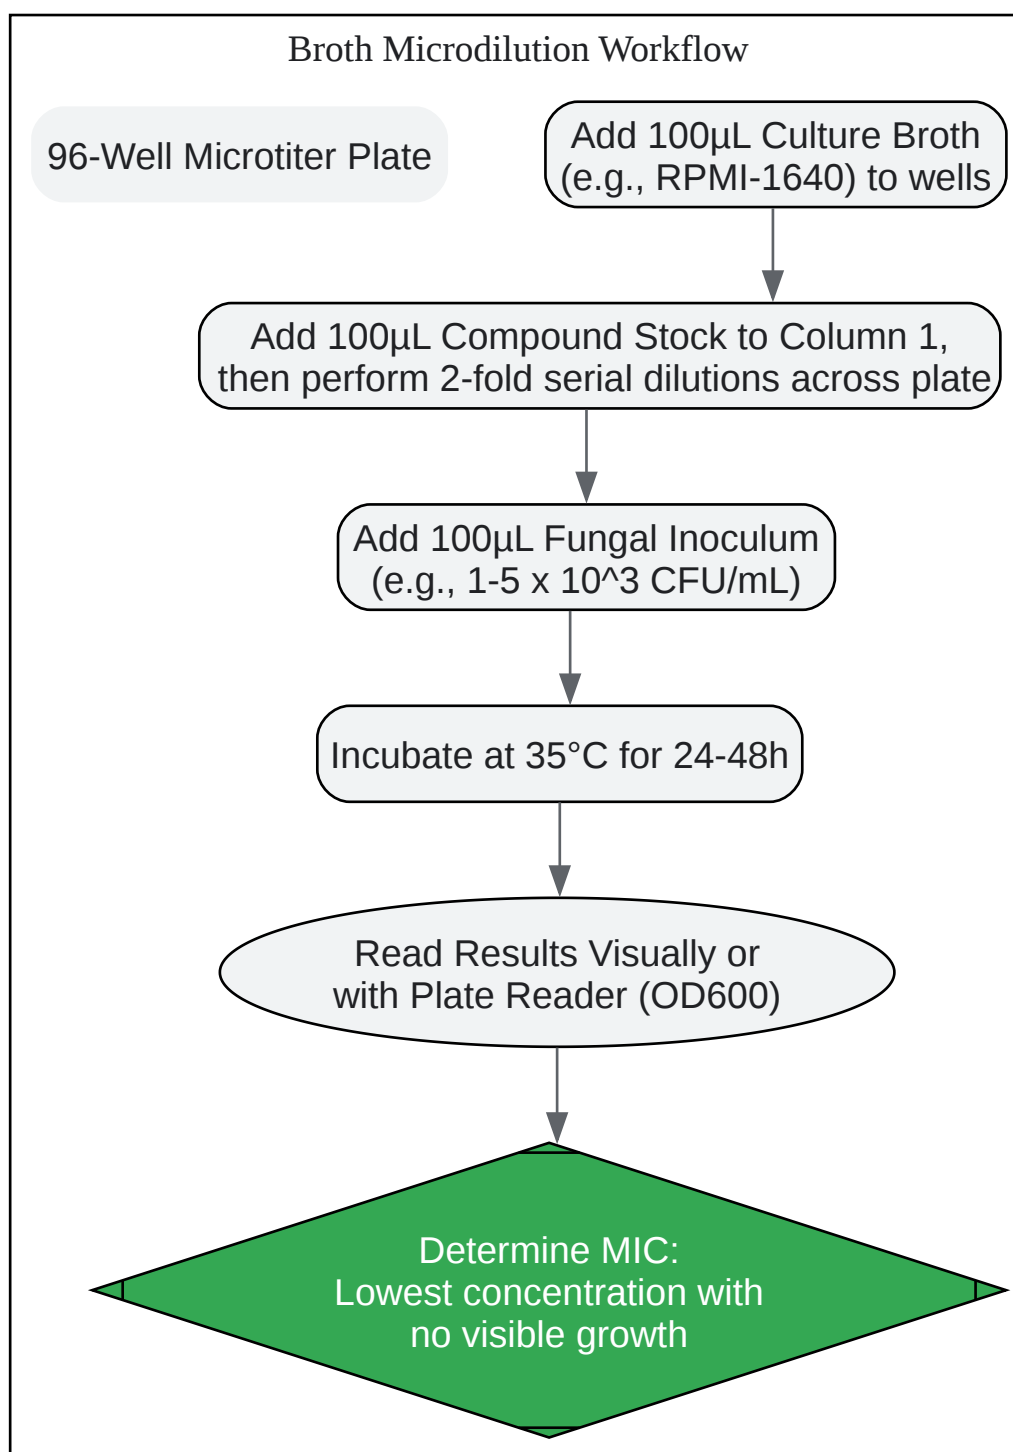 Broth Microdilution Workflow
96-Well Microtiter Plate
Add 100µL Culture Broth
(e.g., RPMI-1640) to wells
Add 100µL Compound Stock to Column 1,
then perform 2-fold serial dilutions across plate
Add 100µL Fungal Inoculum
(e.g., 1-5 x 10^3 CFU/mL)
Incubate at 35°C for 24-48h
Read Results Visually or
with Plate Reader (OD600)
Determine MIC:
Lowest concentration with
no visible growth